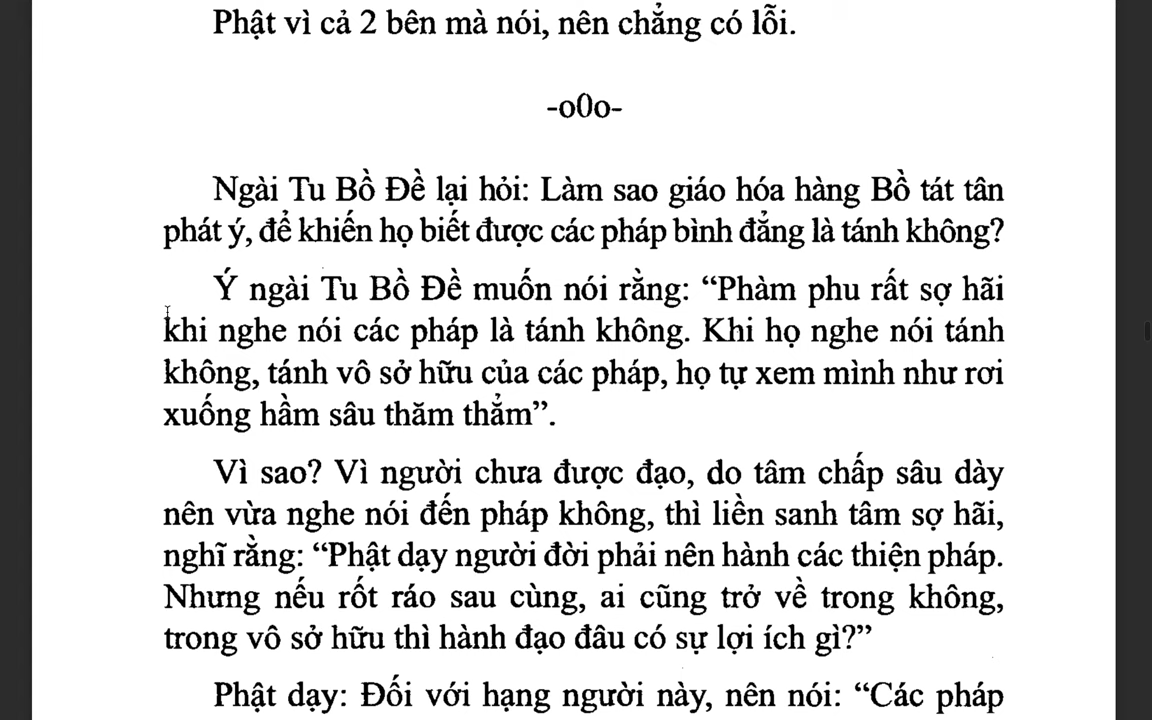 Phật vì cả 2 bên mà nói, nên chẳng có lỗi.
-o0o-
Ngài Tu Bồ Đề lại hỏi: Làm sao giáo hóa hàng Bồ tát tân
phát ý, để khiến họ biết được các pháp bình đẳng là tánh không?
Ý ngài Tu Bồ Đề muốn nói rằng: “Phàm phu rất sợ hãi
khi nghe nói các pháp là tánh không. Khi họ nghe nói tánh
không, tánh vô sở hữu của các pháp, họ tự xem mình như rơi
xuống hầm sâu thăm thẳm”.
Vì sao? Vì người chưa được đạo, do tâm chấp sâu dày
nên vừa nghe nói đến pháp không, thì liền sanh tâm sợ hãi,
nghĩ rằng: “Phật dạy người đời phải nên hành các thiện pháp.
Nhưng nếu rốt ráo sau cùng, ai cũng trở về trong không,
trong vô sở hữu thì hành đạo đâu có sự lợi ích gì?”
Phật dạy: Đối với hạng người này, nên nói: “Các pháp